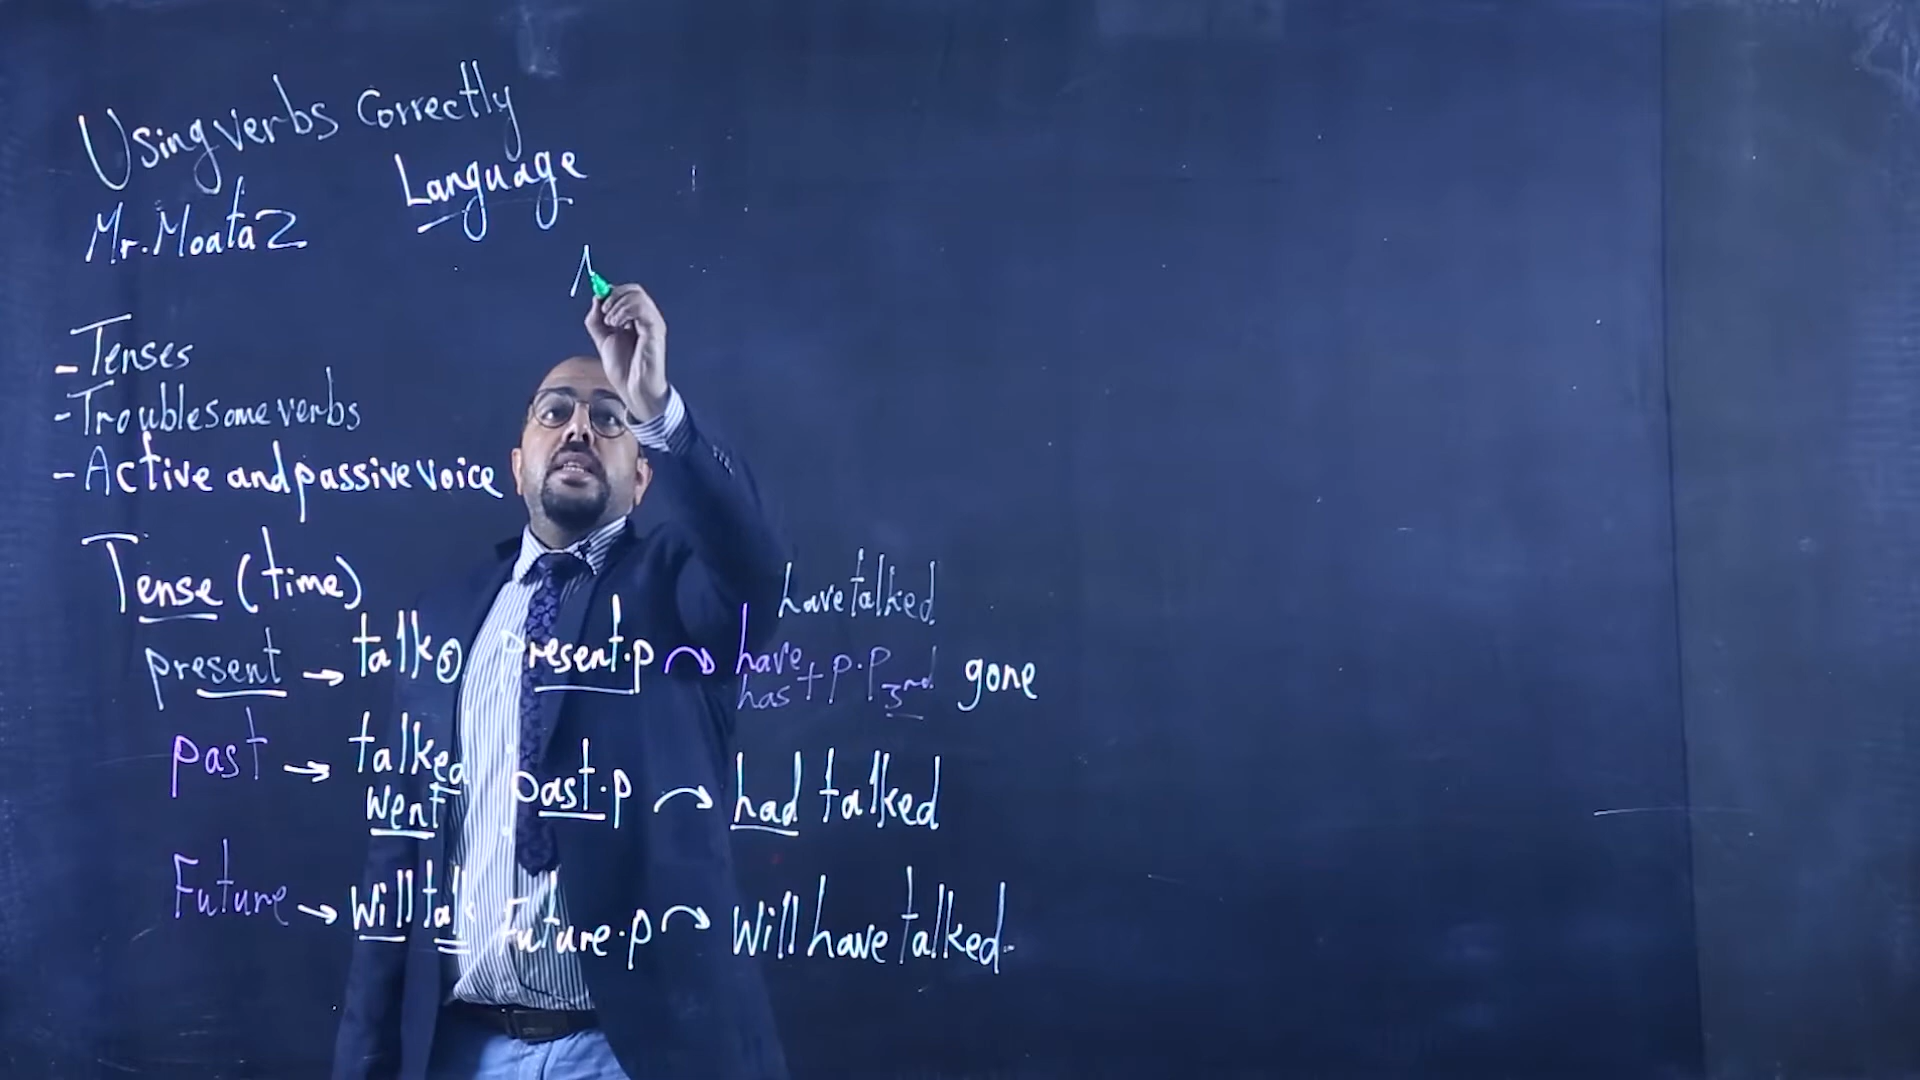 Using verbs correctly
Language
Mr. Moataz
- Tenses
- Troublesome verbs
- Active and passive voice
Tense (time)
have talked
present → talk(s) present.p → have has + p.p 3rd gone
past → talked went past.p → had talked
Future → will talk Future.p → will have talked